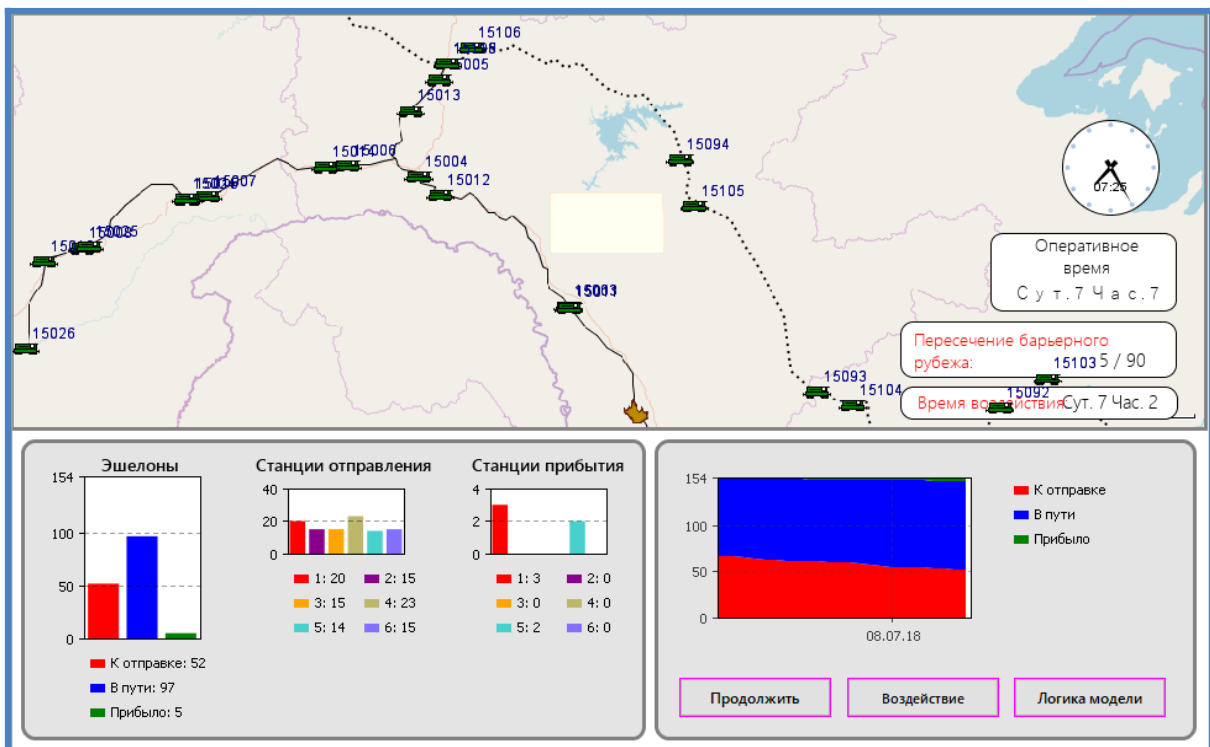 15106
15005
15013
15006
15004
15012
15007
15026
15094
15105
07:25
Оперативное
время
Сут.7 Час.7
Пересечение барьерного
рубежа: 5 / 90
15103
15093
15104
15092
Время воздействия: Сут. 7 Час. 2
Эшелоны
154
100
50
0
К отправке: 52
В пути: 97
Прибыло: 5
Станции отправления
40
20
0
1: 20 2: 15
3: 15 4: 23
5: 14 6: 15
Станции прибытия
4
2
0
1: 3 2: 0
3: 0 4: 0
5: 2 6: 0
154
100
50
0
08.07.18
К отправке
В пути
Прибыло
Продолжить
Воздействие
Логика модели